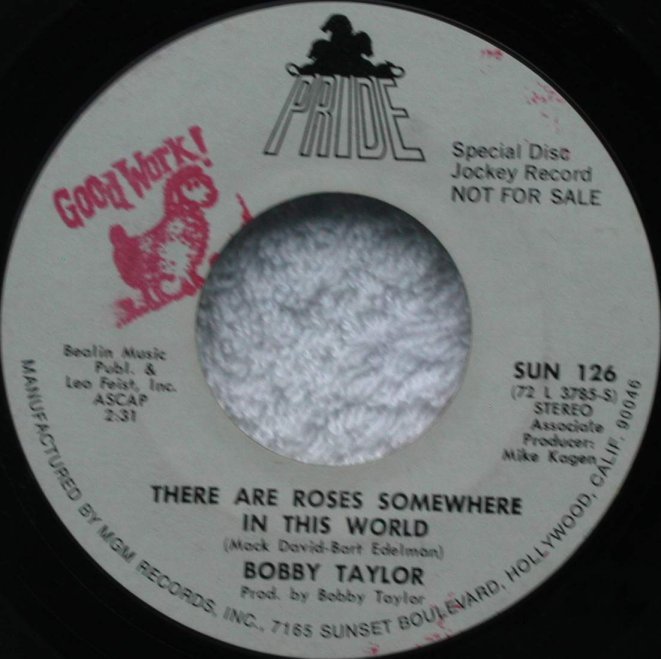 PRIDE
Special Disc
Jockey Record
NOT FOR SALE
GOOD WORK!
Bealin Music
Publ. &
Leo Feist, Inc.
ASCAP
2:31
SUN 126
(72 L 3785-S)
STEREO
Associate
Producer:
Mike Kagen
THERE ARE ROSES SOMEWHERE
IN THIS WORLD
(Mack David-Bart Edelman)
BOBBY TAYLOR
Prod. by Bobby Taylor
MANUFACTURED BY MGM RECORDS, INC., 7165 SUNSET BOULEVARD, HOLLYWOOD, CALIF. 90046